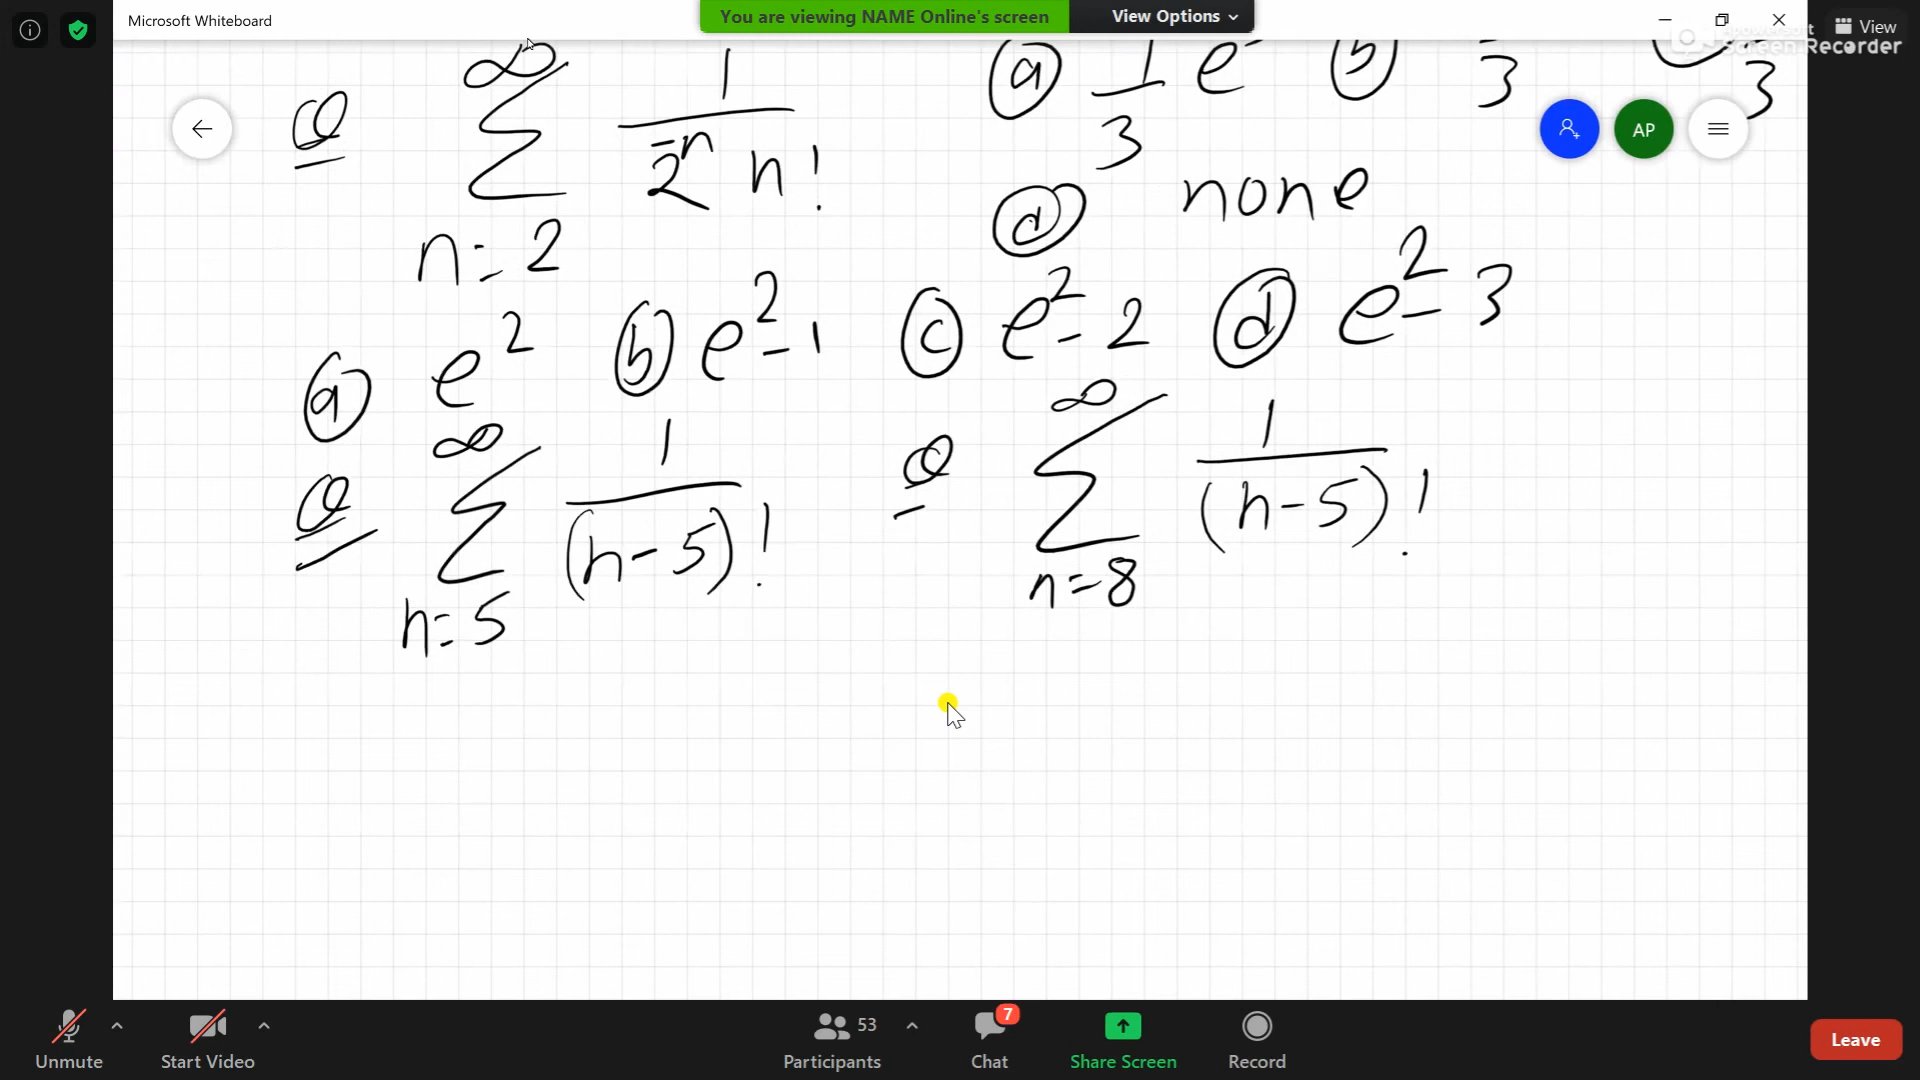 Microsoft Whiteboard
You are viewing NAME Online's screen
View Options
View
Apowersoft
Screen Recorder
AP
Q ∞ Σ n=2 1 / 2^-n n!
(a) 1/3 e (b) 3 3
(d) none
(a) e^2 (b) e^2-1 (c) e^2-2 (d) e^2-3
Q ∞ Σ n=5 1 / (n-5)!
Q ∞ Σ n=8 1 / (n-5)!
Unmute
Start Video
Participants
53
Chat
7
Share Screen
Record
Leave